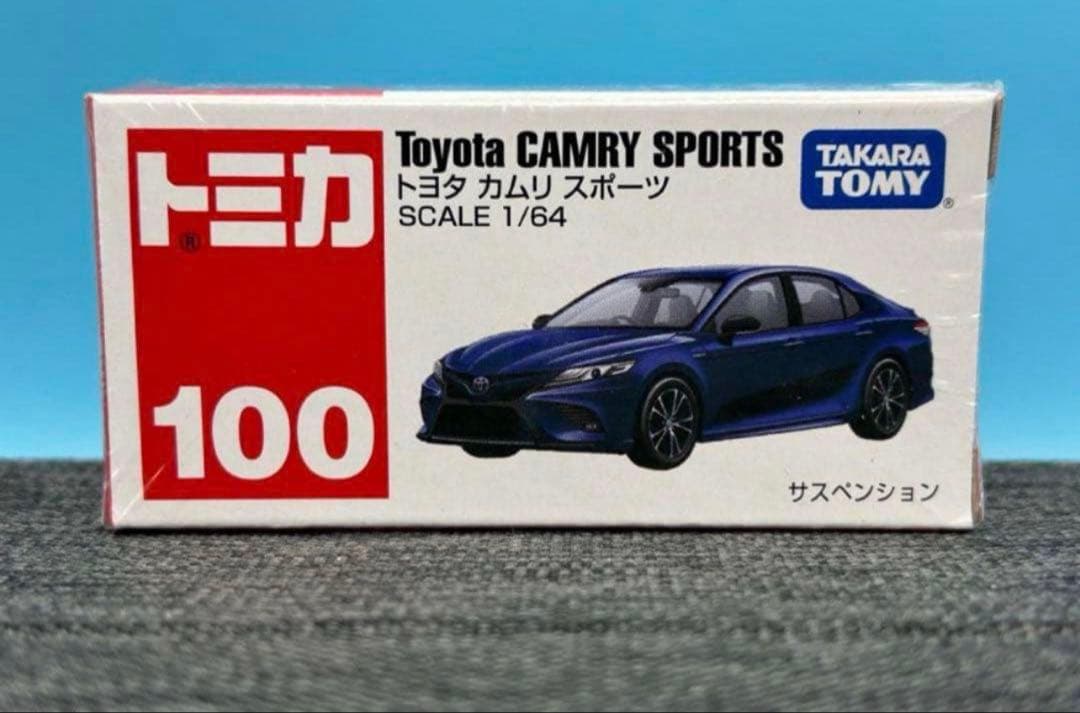 トミカ
®
100
Toyota CAMRY SPORTS
トヨタ カムリ スポーツ
SCALE 1/64
TAKARA
TOMY
®
サスペンション